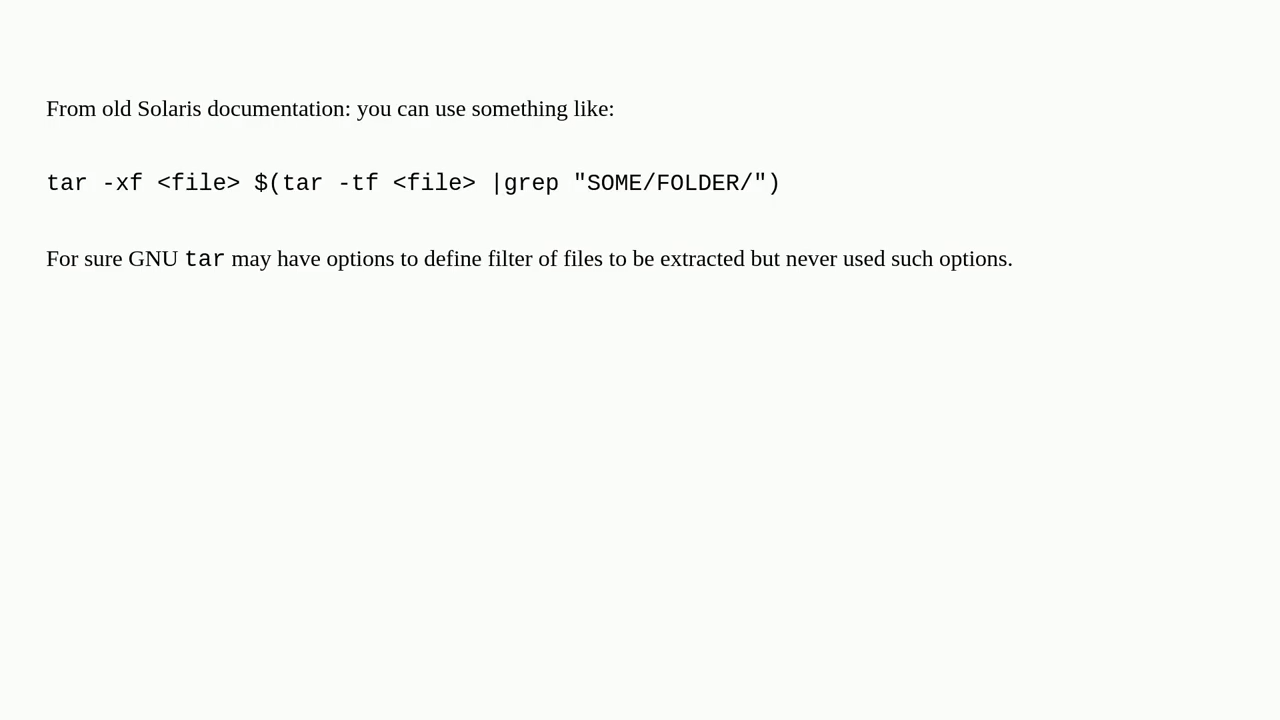 From old Solaris documentation: you can use something like:
tar -xf <file> $(tar -tf <file> |grep "SOME/FOLDER/")
For sure GNU tar may have options to define filter of files to be extracted but never used such options.